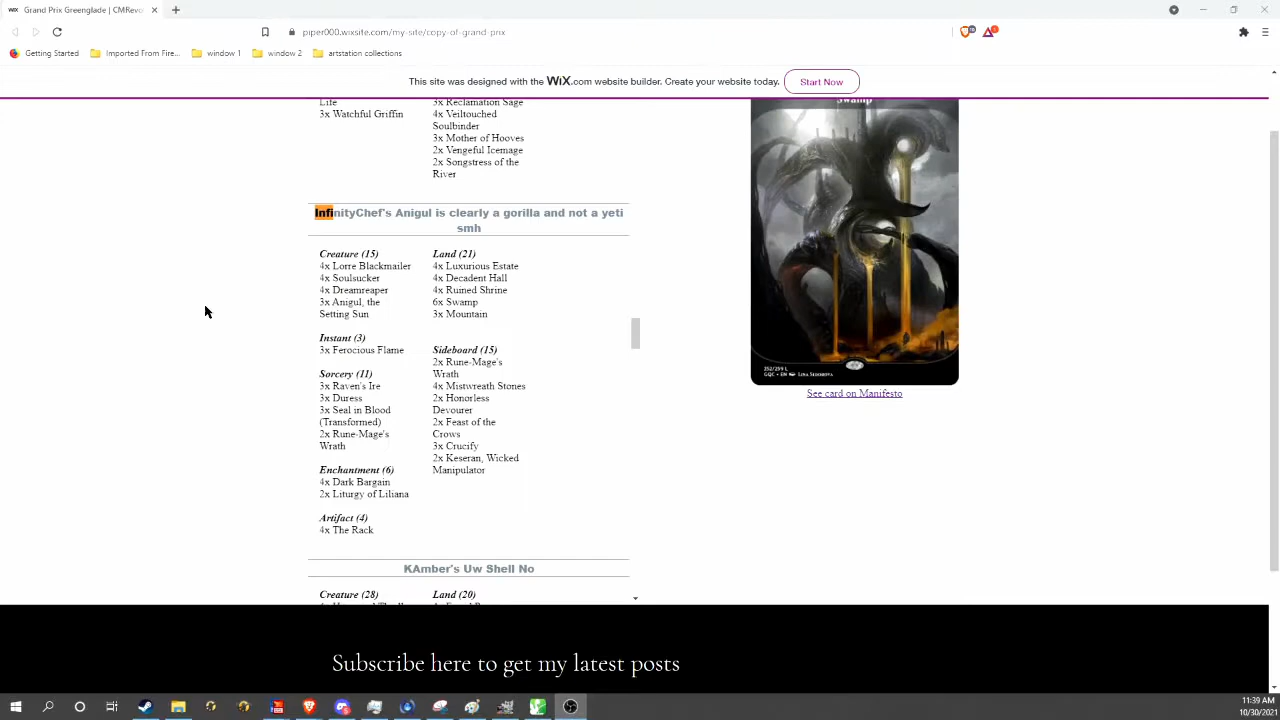 Grand Prix Greenglade | CMRevo
piper000.wixsite.com/my-site/copy-of-grand-prix
Getting Started
Imported From Fire...
window 1
window 2
artstation collections
This site was designed with the WiX.com website builder. Create your website today.
Start Now
Life
3x Watchful Griffin
3x Reclamation Sage
4x Veiltouched
Soulbinder
3x Mother of Hooves
2x Vengeful Icemage
2x Songstress of the
River
InfinityChef's Anigul is clearly a gorilla and not a yeti
smh
Creature (15)
4x Lorre Blackmailer
4x Soulsucker
4x Dreamreaper
3x Anigul, the
Setting Sun
Instant (3)
3x Ferocious Flame
Sorcery (11)
3x Raven's Ire
3x Duress
3x Seal in Blood
(Transformed)
2x Rune-Mage's
Wrath
Enchantment (6)
4x Dark Bargain
2x Liturgy of Liliana
Artifact (4)
4x The Rack
Land (21)
4x Luxurious Estate
4x Decadent Hall
4x Ruined Shrine
6x Swamp
3x Mountain
Sideboard (15)
2x Rune-Mage's
Wrath
4x Mistwreath Stones
2x Honorless
Devourer
2x Feast of the
Crows
3x Crucify
2x Keseran, Wicked
Manipulator
KAmber's Uw Shell No
Creature (28)
Land (20)
Swamp
252/259 L
See card on Manifesto
Subscribe here to get my latest posts
11:39 AM
10/30/2021